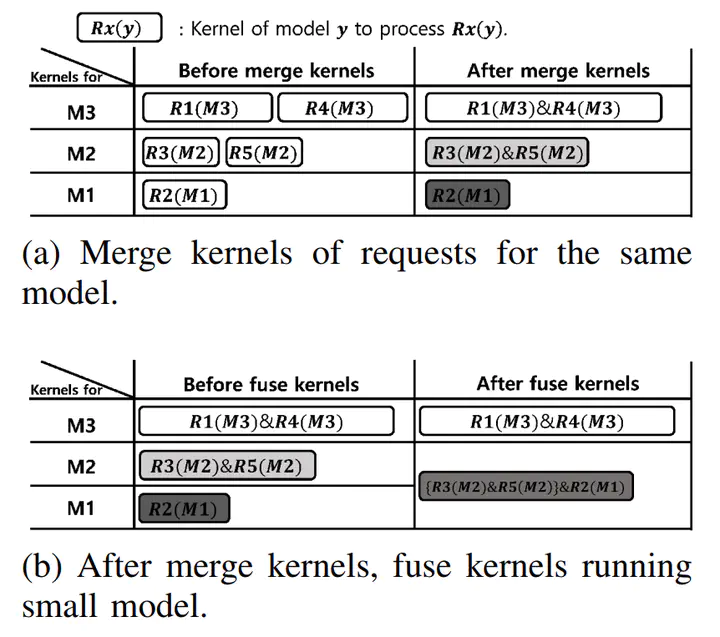 Rx(y) : Kernel of model y to process Rx(y).
Kernels for Before merge kernels After merge kernels
M3 R1(M3) R4(M3) R1(M3)&R4(M3)
M2 R3(M2) R5(M2) R3(M2)&R5(M2)
M1 R2(M1) R2(M1)
(a) Merge kernels of requests for the same
model.
Kernels for Before fuse kernels After fuse kernels
M3 R1(M3)&R4(M3) R1(M3)&R4(M3)
M2 R3(M2)&R5(M2)
{R3(M2)&R5(M2)}&R2(M1)
M1 R2(M1)
(b) After merge kernels, fuse kernels running
small model.